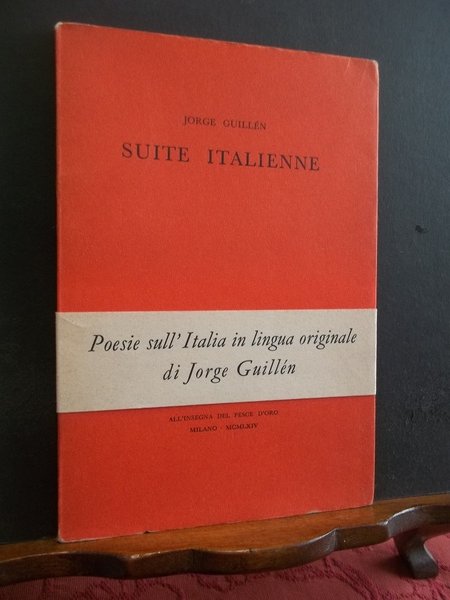 JORGE GUILLÉN
SUITE ITALIENNE
Poesie sull'Italia in lingua originale
di Jorge Guillén
ALL'INSEGNA DEL PESCE D'ORO
MILANO - MCMLXIV